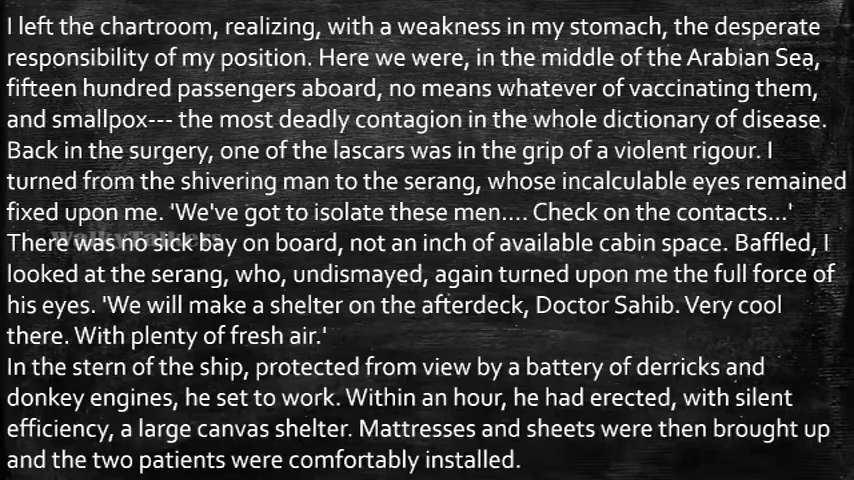 I left the chartroom, realizing, with a weakness in my stomach, the desperate
responsibility of my position. Here we were, in the middle of the Arabian Sea,
fifteen hundred passengers aboard, no means whatever of vaccinating them,
and smallpox--- the most deadly contagion in the whole dictionary of disease.
Back in the surgery, one of the lascars was in the grip of a violent rigour. I
turned from the shivering man to the serang, whose incalculable eyes remained
fixed upon me. 'We've got to isolate these men.... Check on the contacts...'
There was no sick bay on board, not an inch of available cabin space. Baffled, I
looked at the serang, who, undismayed, again turned upon me the full force of
his eyes. 'We will make a shelter on the afterdeck, Doctor Sahib. Very cool
there. With plenty of fresh air.'
In the stern of the ship, protected from view by a battery of derricks and
donkey engines, he set to work. Within an hour, he had erected, with silent
efficiency, a large canvas shelter. Mattresses and sheets were then brought up
and the two patients were comfortably installed.